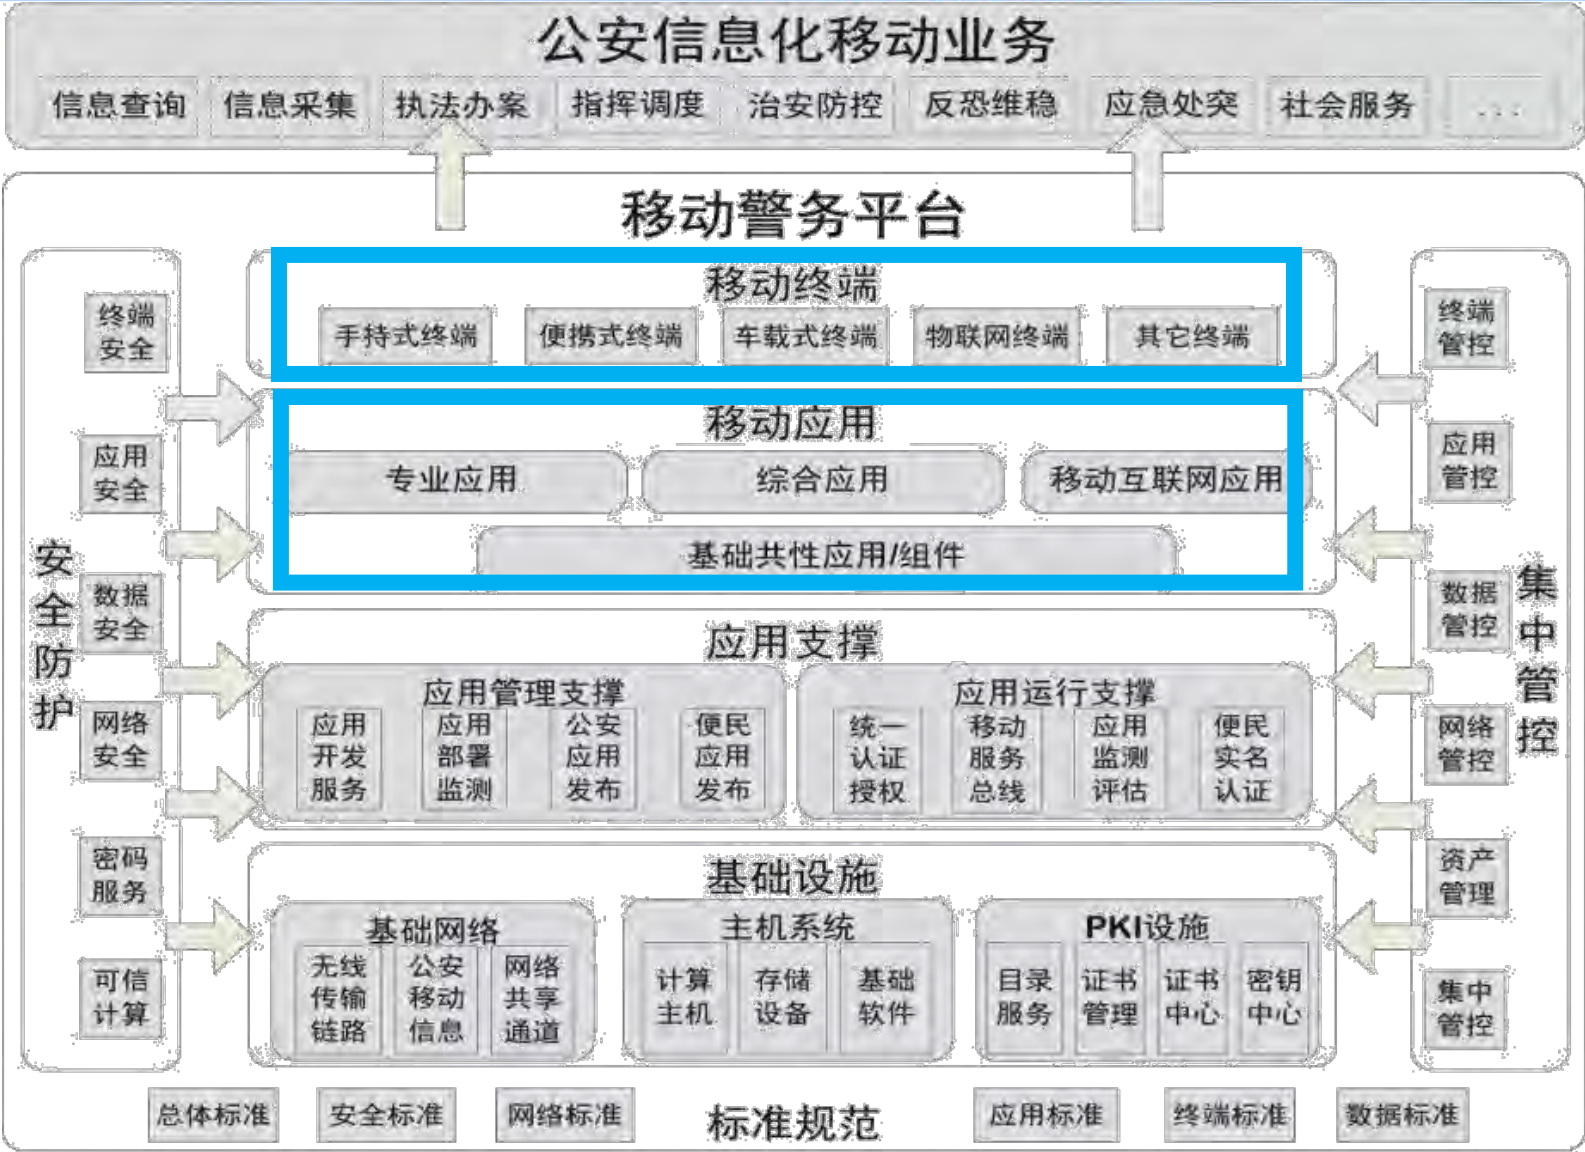 公安信息化移动业务
信息查询 信息采集 执法办案 指挥调度 治安防控 反恐维稳 应急处突 社会服务 . . .
移动警务平台
安全防护
终端
安全
应用
安全
数据
安全
网络
安全
密码
服务
可信
计算
移动终端
手持式终端 便携式终端 车载式终端 物联网终端 其它终端
移动应用
专业应用 综合应用 移动互联网应用
基础共性应用/组件
应用支撑
应用管理支撑
应用
开发
服务
应用
部署
监测
公安
应用
发布
便民
应用
发布
应用运行支撑
统一
认证
授权
移动
服务
总线
应用
监测
评估
便民
实名
认证
基础设施
基础网络
无线
传输
链路
公安
移动
信息
网络
共享
通道
主机系统
计算
主机
存储
设备
基础
软件
PKI设施
目录
服务
证书
管理
证书
中心
密钥
中心
终端
管控
应用
管控
数据
管控
网络
管控
资产
管理
集中
管控
集中管控
总体标准 安全标准 网络标准 标准规范 应用标准 终端标准 数据标准